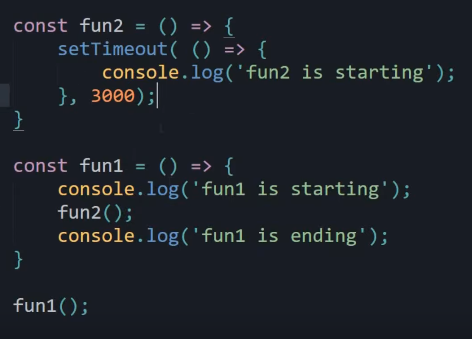 const fun2 = () => {
    setTimeout( () => {
        console.log('fun2 is starting');
    }, 3000);
}
const fun1 = () => {
    console.log('fun1 is starting');
    fun2();
    console.log('fun1 is ending');
}
fun1();